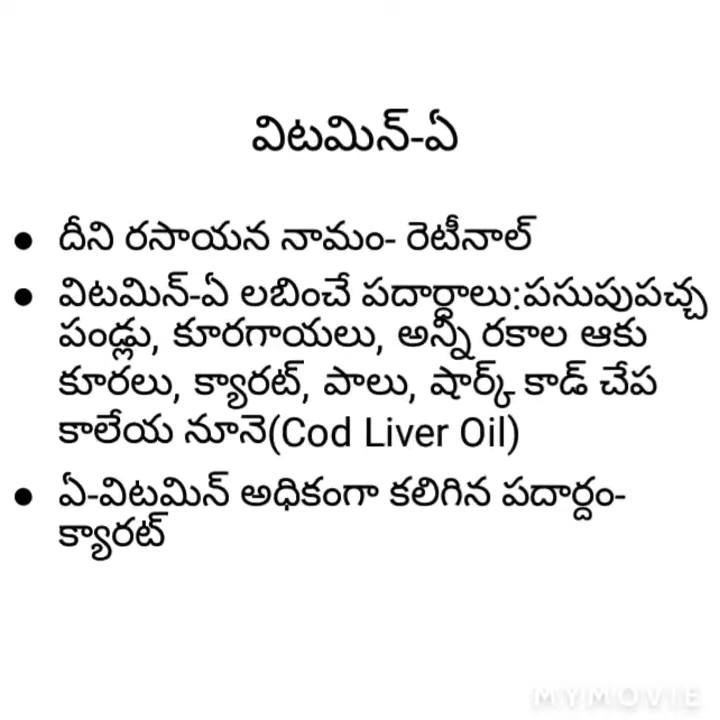 విటమిన్-ఏ
● దీని రసాయన నామం- రెటీనాల్
● విటమిన్-ఏ లబించే పదార్ధాలు:పసుపుపచ్చ
పండ్లు, కూరగాయలు, అన్ని రకాల ఆకు
కూరలు, క్యారట్, పాలు, షార్క్ కాడ్ చేప
కాలేయ నూనె(Cod Liver Oil)
● ఏ-విటమిన్ అధికంగా కలిగిన పదార్దం-
క్యారట్
MYMOVIE